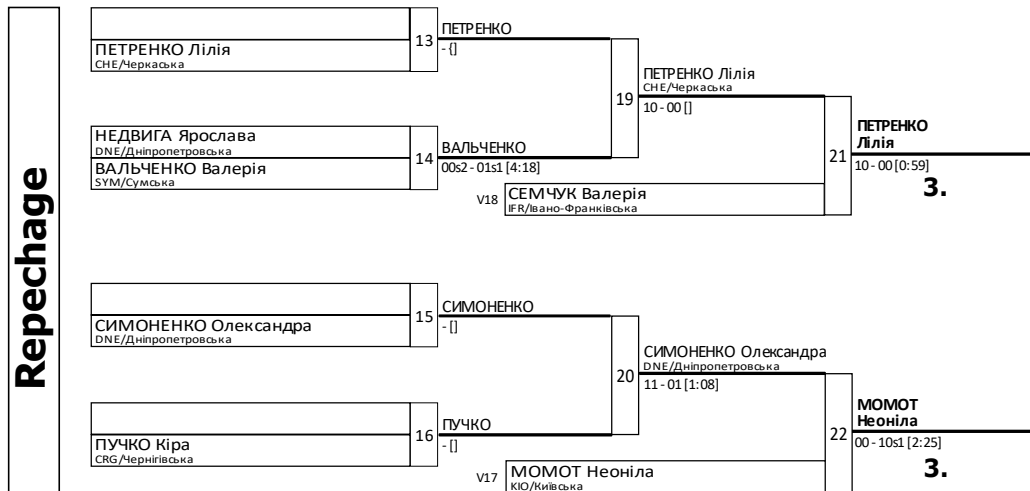 Repechage
ПЕТРЕНКО Лілія
CHE/Черкаська
13
ПЕТРЕНКО
- {]
НЕДВИГА Ярослава
DNE/Дніпропетровська
ВАЛЬЧЕНКО Валерія
SYM/Сумська
14
ВАЛЬЧЕНКО
00s2 - 01s1 [4:18]
19
ПЕТРЕНКО Лілія
CHE/Черкаська
10 - 00 []
V18
СЕМЧУК Валерія
IFR/Івано-Франківська
21
ПЕТРЕНКО
Лілія
10 - 00 [0:59]
3.
СИМОНЕНКО Олександра
DNE/Дніпропетровська
15
СИМОНЕНКО
- []
ПУЧКО Кіра
CRG/Чернігівська
16
ПУЧКО
- []
20
СИМОНЕНКО Олександра
DNE/Дніпропетровська
11 - 01 [1:08]
V17
МОМОТ Неоніла
KIO/Київська
22
МОМОТ
Неоніла
00 - 10s1 [2:25]
3.